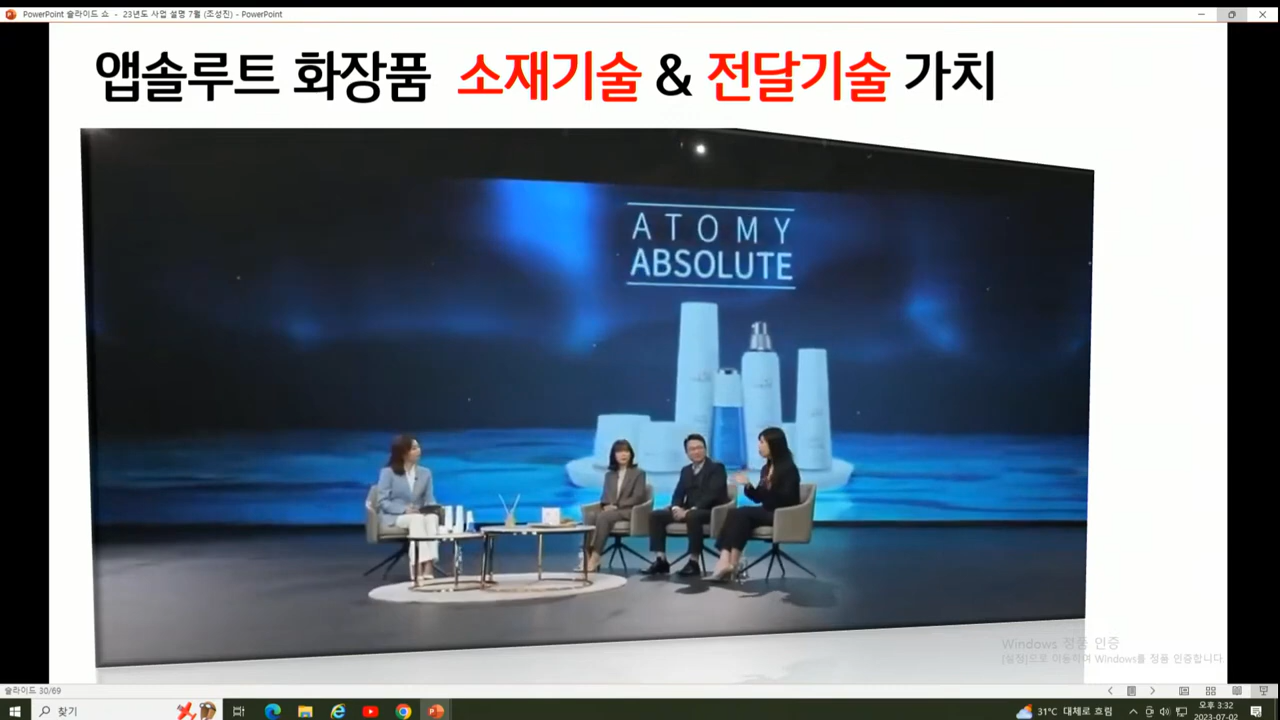 PowerPoint 슬라이드 쇼 - 23년도 사업 설명 7월 (조성진) - PowerPoint
앱솔루트 화장품 소재기술 & 전달기술 가치
ATOMY
ABSOLUTE
Windows 정품 인증
[설정]으로 이동하여 Windows를 정품 인증합니다.
슬라이드 30/69
찾기
31°C 대체로 흐림
오후 3:32
2023-07-02